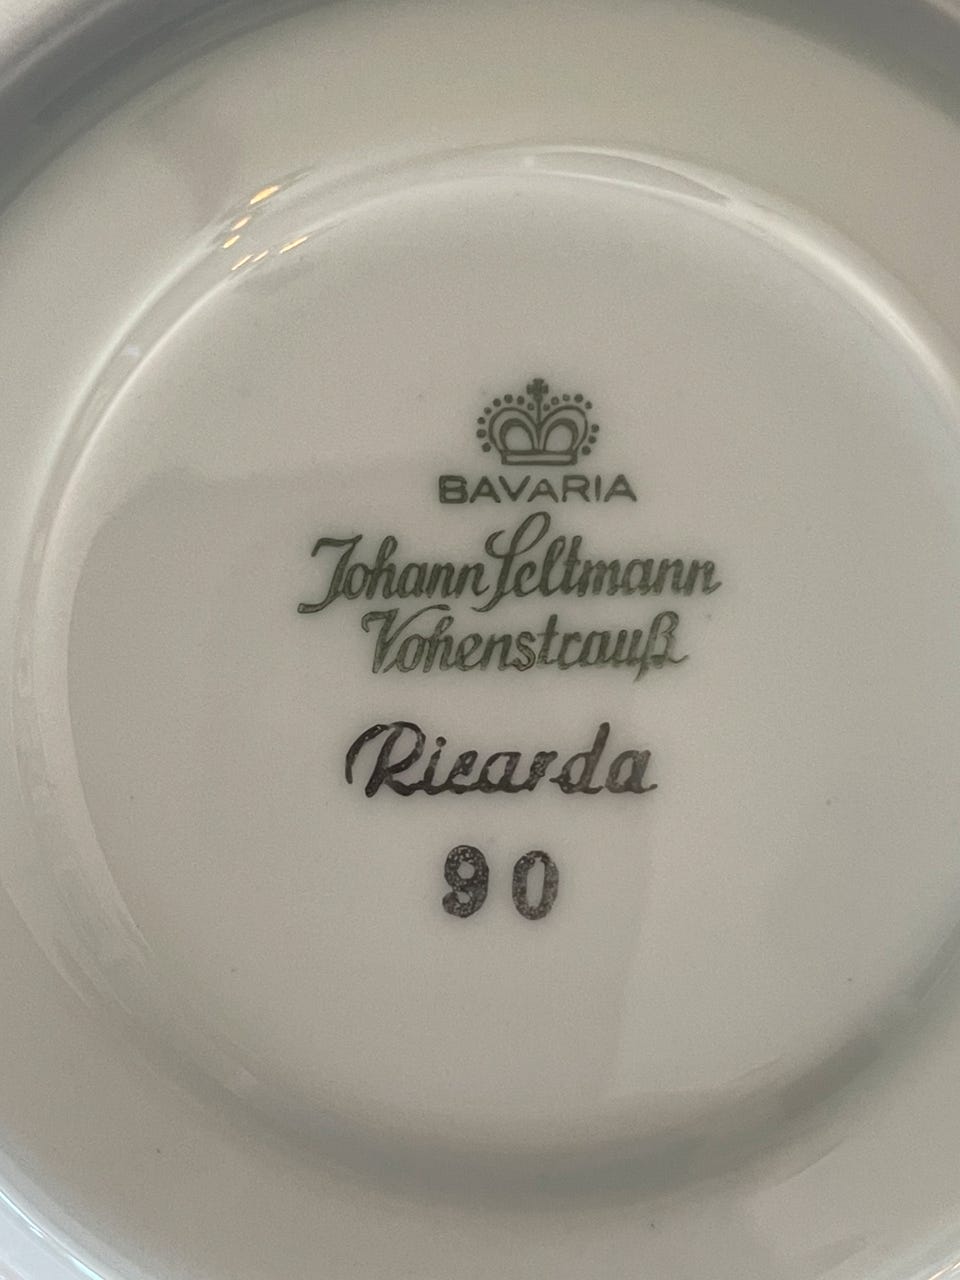 BAVARIA
Johann Seltmann
Vohenstrauß
Ricarda
90